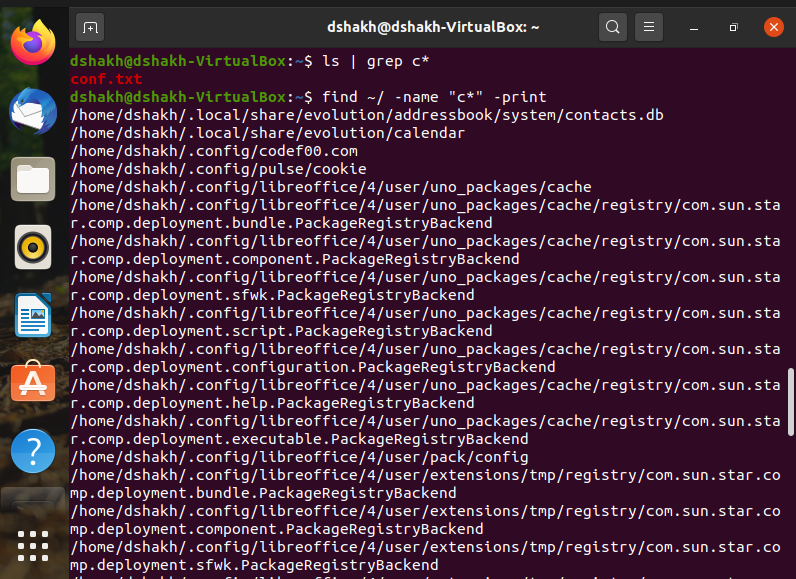 dshakh@dshakh-VirtualBox: ~
dshakh@dshakh-VirtualBox:~$ ls | grep c*
conf.txt
dshakh@dshakh-VirtualBox:~$ find ~/ -name "c*" -print
/home/dshakh/.local/share/evolution/addressbook/system/contacts.db
/home/dshakh/.local/share/evolution/calendar
/home/dshakh/.config/codef00.com
/home/dshakh/.config/pulse/cookie
/home/dshakh/.config/libreoffice/4/user/uno_packages/cache
/home/dshakh/.config/libreoffice/4/user/uno_packages/cache/registry/com.sun.sta
r.comp.deployment.bundle.PackageRegistryBackend
/home/dshakh/.config/libreoffice/4/user/uno_packages/cache/registry/com.sun.sta
r.comp.deployment.component.PackageRegistryBackend
/home/dshakh/.config/libreoffice/4/user/uno_packages/cache/registry/com.sun.sta
r.comp.deployment.sfwk.PackageRegistryBackend
/home/dshakh/.config/libreoffice/4/user/uno_packages/cache/registry/com.sun.sta
r.comp.deployment.script.PackageRegistryBackend
/home/dshakh/.config/libreoffice/4/user/uno_packages/cache/registry/com.sun.sta
r.comp.deployment.configuration.PackageRegistryBackend
/home/dshakh/.config/libreoffice/4/user/uno_packages/cache/registry/com.sun.sta
r.comp.deployment.help.PackageRegistryBackend
/home/dshakh/.config/libreoffice/4/user/uno_packages/cache/registry/com.sun.sta
r.comp.deployment.executable.PackageRegistryBackend
/home/dshakh/.config/libreoffice/4/user/pack/config
/home/dshakh/.config/libreoffice/4/user/extensions/tmp/registry/com.sun.star.co
mp.deployment.bundle.PackageRegistryBackend
/home/dshakh/.config/libreoffice/4/user/extensions/tmp/registry/com.sun.star.co
mp.deployment.component.PackageRegistryBackend
/home/dshakh/.config/libreoffice/4/user/extensions/tmp/registry/com.sun.star.co
mp.deployment.sfwk.PackageRegistryBackend